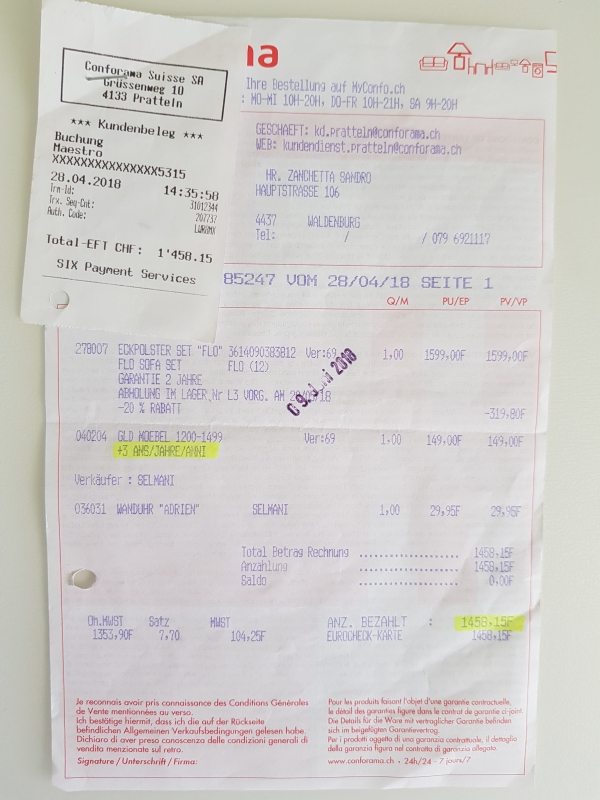 Conforama Suisse SA
Grüssenweg 10
4133 Pratteln
*** Kundenbeleg ***
Buchung
Maestro
XXXXXXXXXXXXXXX5315
28.04.2018 14:35:58
Trm-Id: 31012344
Trx. Seq-Cnt: 207737
Auth. Code:
Total-EFT CHF: 1'458.15
SIX Payment Services
ma
Ihre Bestellung auf MyConfo.ch
: MO-MI 10H-20H, DO-FR 10H-21H, SA 9H-20H
GESCHAEFT: kd.pratteln@conforama.ch
WEB: kundendienst.pratteln@conforama.ch
HR. ZANCHETTA SANDRO
HAUPTSTRASSE 106
4437 WALDENBURG
Tel: / / 079 6921117
85247 VOM 28/04/18 SEITE 1
Q/M PU/EP PV/VP
278007 ECKPOLSTER SET "FLO" 3614090383812 Ver:69 1,00 1599,00F 1599,00F
FLO SOFA SET FLO (12)
GARANTIE 2 JAHRE
ABHOLUNG IM LAGER,Nr L3 VORG. AM
-20 % RABATT -319,80F
040204 GLD MOEBEL 1200-1499 Ver:69 1,00 149,00F 149,00F
+3 ANS/JAHRE/ANNI
Verkäufer : SELMANI
036031 WANDUHR "ADRIEN" SELMANI 1,00 29,95F 29,95F
Total Betrag Rechnung .................. 1458,15F
Anzahlung .................. 1458,15F
Saldo .................. 0,00F
Oh.MWST Satz MWST ANZ. BEZAHLT : 1458,15F
1353,90F 7,70 104,25F EUROCHECK-KARTE 1458,15F
Je reconnais avoir pris connaissance des Conditions Générales
de Vente mentionnées au verso.
Ich bestätige hiermit, dass ich die auf der Rückseite
befindlichen Allgemeinen Verkaufsbedingungen gelesen habe.
Dichiaro di aver preso conoscenza delle condizioni generali di
vendita menzionate sul retro.
Signature / Unterschrift / Firma:
Pour les produits faisant l'objet d'une garantie contractuelle,
le détail des garanties figure dans le contrat de garantie ci-joint.
Die Details für die Ware mit vertraglicher Garantie befinden
sich im beigefügten Garantievertrag.
Per i prodotti oggetto di una garanzia contrattuale, il dettaglio
della garanzia figura nel contratto di garanzia allegato.
www.conforama.ch • 24h/24 - 7 jours/7